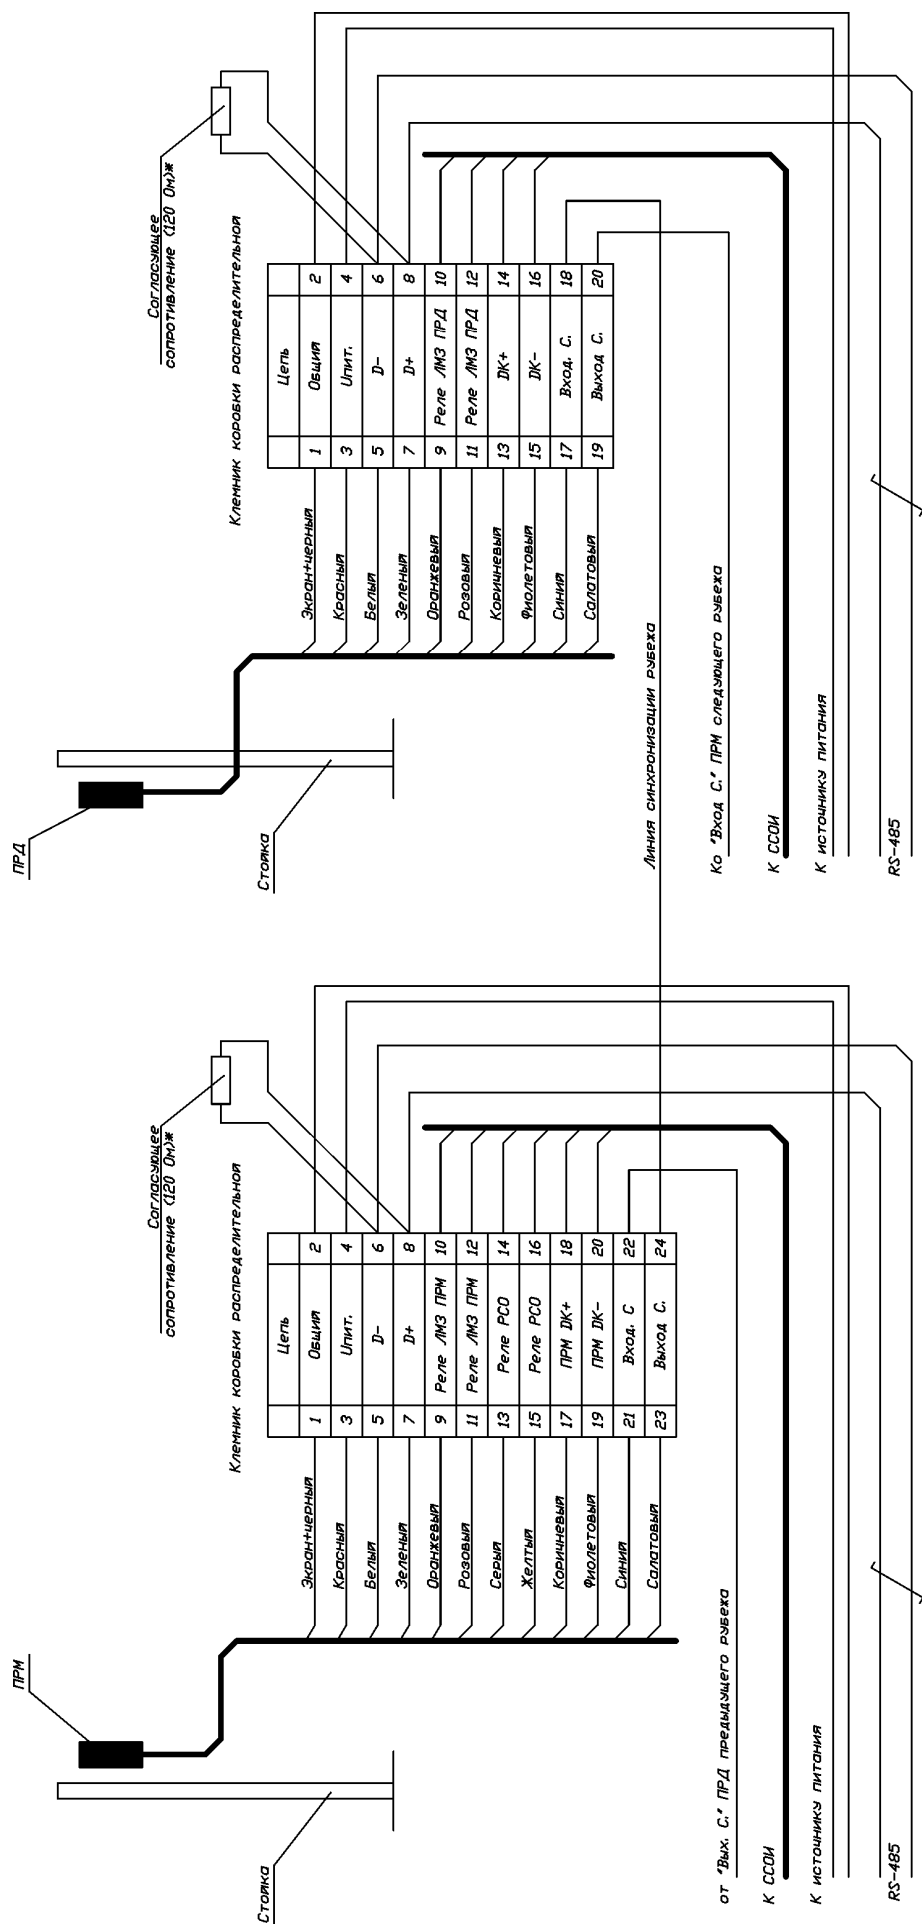 ПРМ
Стойка
Согласующее
сопротивление (120 Ом)*
Клемник коробки распределительной
Цепь
Экран+черный 1 Общий 2
Красный 3 Uпит. 4
Белый 5 D- 6
Зеленый 7 D+ 8
Оранжевый 9 Реле ЛМЗ ПРМ 10
Розовый 11 Реле ЛМЗ ПРМ 12
Серый 13 Реле РСО 14
Желтый 15 Реле РСО 16
Коричневый 17 ПРМ DK+ 18
Фиолетовый 19 ПРМ DK- 20
Синий 21 Вход. С 22
Салатовый 23 Выход С. 24
от "Вых. С." ПРД предыдущего рубежа
К ССОИ
К источнику питания
RS-485
ПРД
Стойка
Согласующее
сопротивление (120 Ом)*
Клемник коробки распределительной
Цепь
Экран+черный 1 Общий 2
Красный 3 Uпит. 4
Белый 5 D- 6
Зеленый 7 D+ 8
Оранжевый 9 Реле ЛМЗ ПРД 10
Розовый 11 Реле ЛМЗ ПРД 12
Коричневый 13 DK+ 14
Фиолетовый 15 DK- 16
Синий 17 Вход. С. 18
Салатовый 19 Выход С. 20
Линия синхронизации рубежа
Ко "Вход С." ПРМ следующего рубежа
К ССОИ
К источнику питания
RS-485